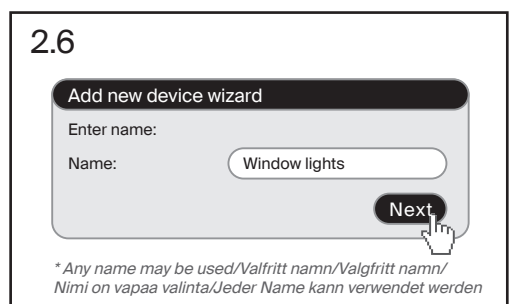 2.6
Add new device wizard
Enter name:
Name: Window lights
Next
* Any name may be used/Valfritt namn/Valgfritt namn/
Nimi on vapaa valinta/Jeder Name kann verwendet werden